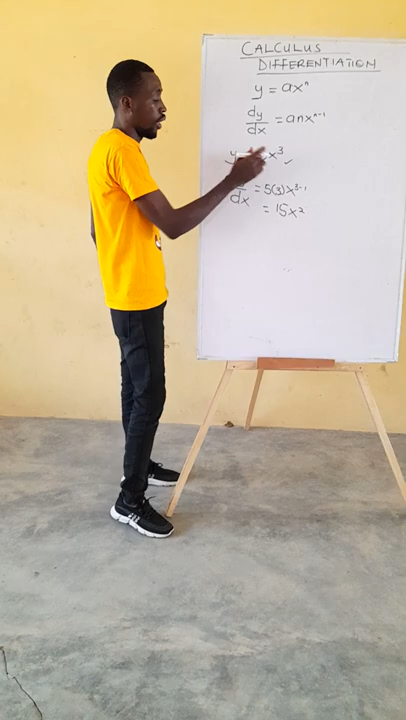 CALCULUS
DIFFERENTIATION
y = axⁿ
dy/dx = anxⁿ⁻¹
y x³
dx = 5(3)x³⁻¹
= 15x²